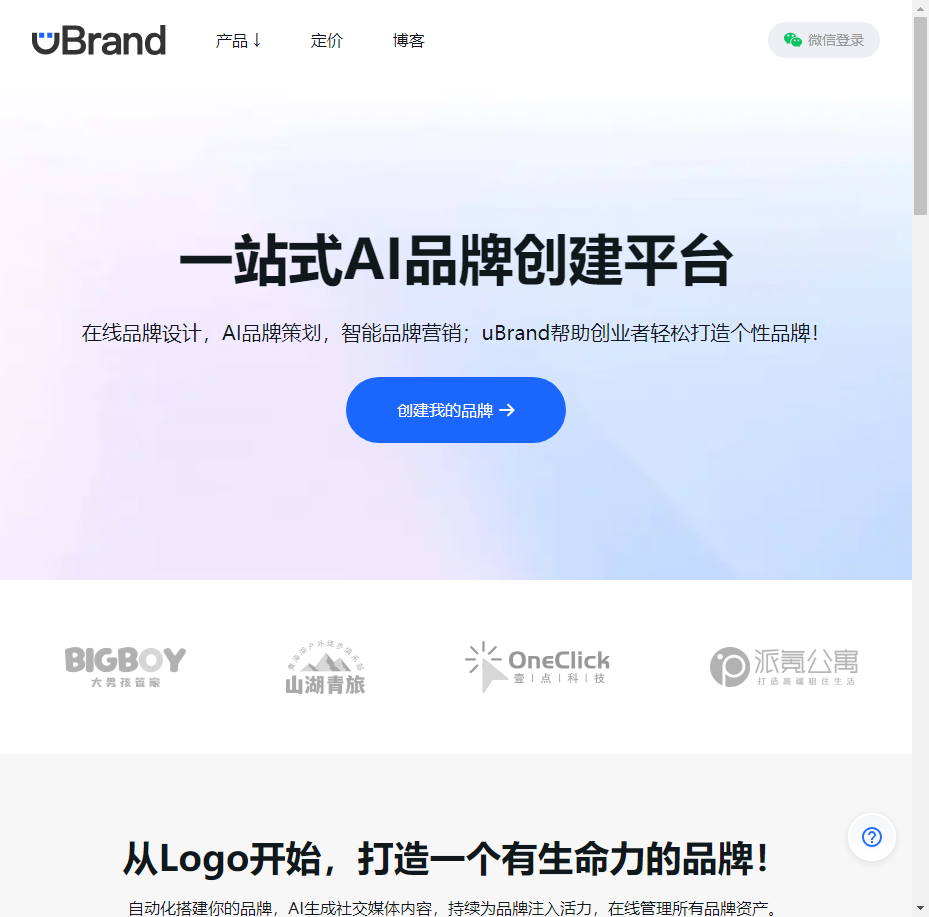 uBrand 产品↓ 定价 博客 微信登录
一站式AI品牌创建平台
在线品牌设计，AI品牌策划，智能品牌营销；uBrand帮助创业者轻松打造个性品牌！
创建我的品牌 →
BIGBOY
大男孩管家
山湖青旅
OneClick
壹 | 点 | 科 | 技
派氪公寓
打造高端租住生活
从Logo开始，打造一个有生命力的品牌！
自动化搭建你的品牌，AI生成社交媒体内容，持续为品牌注入活力，在线管理所有品牌资产。